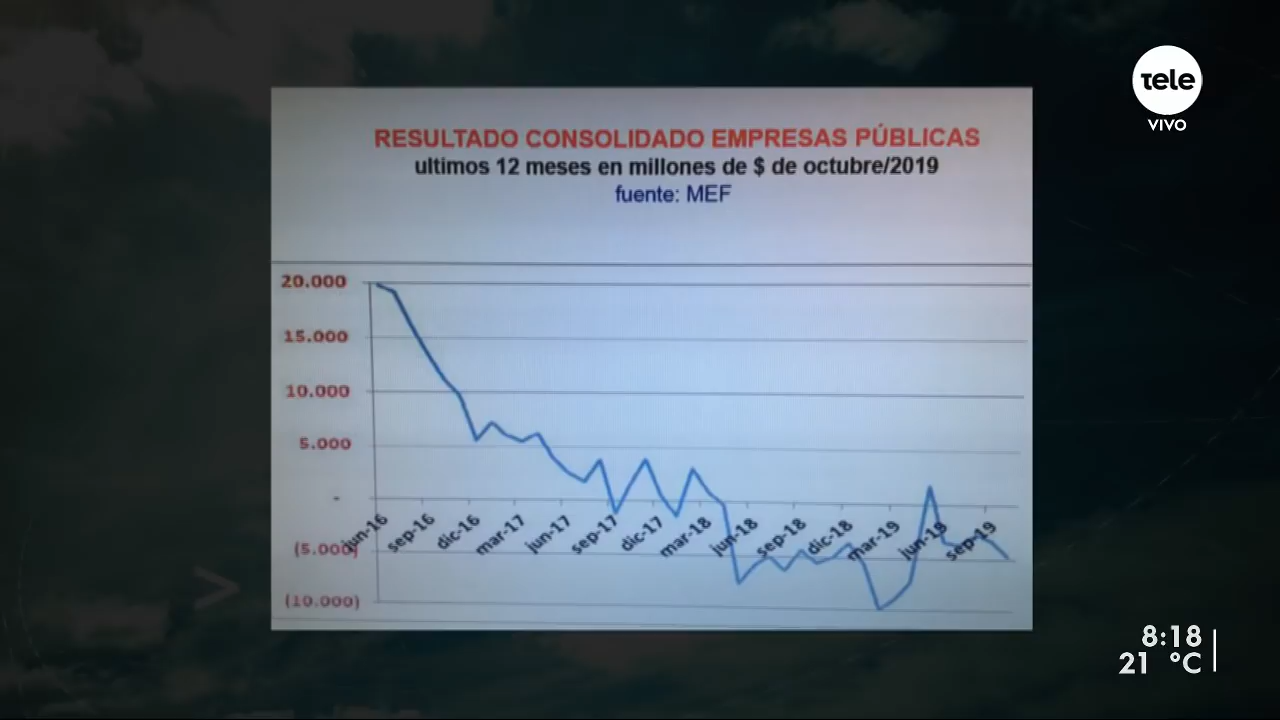 tele
VIVO
RESULTADO CONSOLIDADO EMPRESAS PÚBLICAS
ultimos 12 meses en millones de $ de octubre/2019
fuente: MEF
20.000
15.000
10.000
5.000
-
(5.000)
(10.000)
jun-16
sep-16
dic-16
mar-17
jun-17
sep-17
dic-17
mar-18
jun-18
sep-18
dic-18
mar-19
jun-19
sep-19
8:18
21 °C